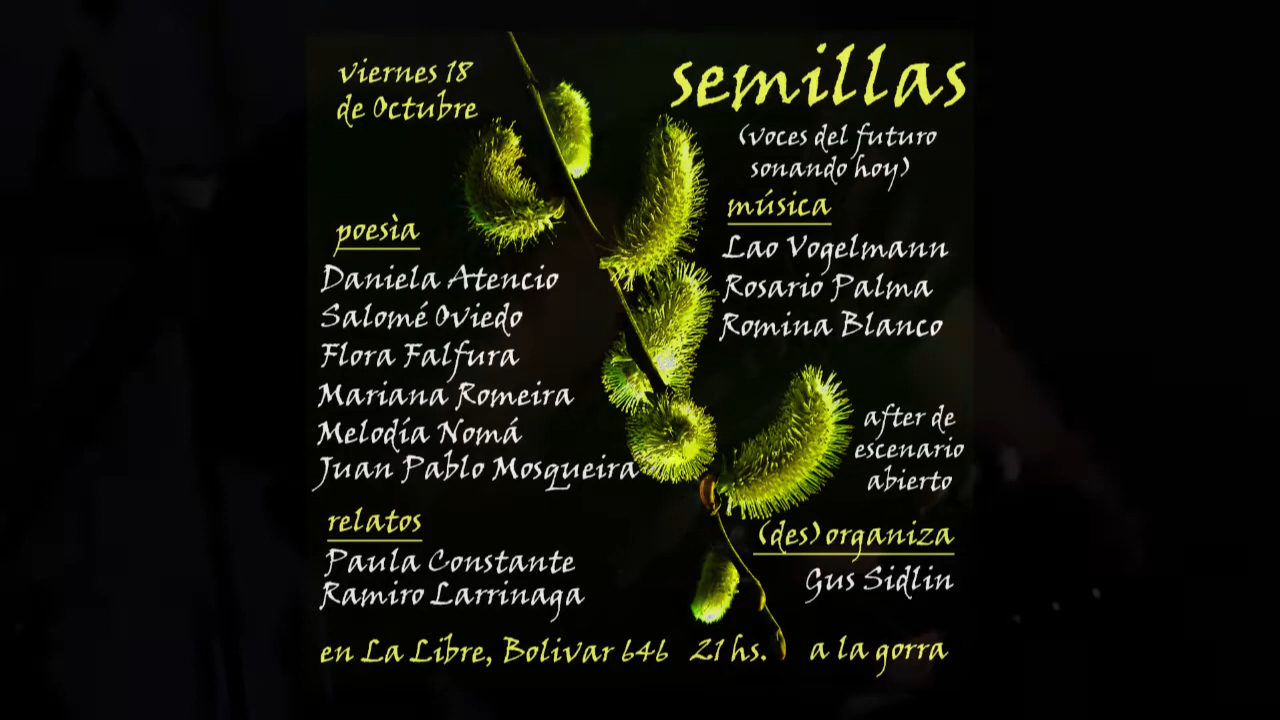 viernes 18
de Octubre
semillas
(voces del futuro
sonando hoy)
poesìa
Daniela Atencio
Salomé Oviedo
Flora Falfura
Mariana Romeira
Melodía Nomá
Juan Pablo Mosqueira
relatos
Paula Constante
Ramiro Larrinaga
música
Lao Vogelmann
Rosario Palma
Romina Blanco
after de
escenario
abierto
(des)organiza
Gus Sidlin
en La Libre, Bolivar 646 21 hs. a la gorra